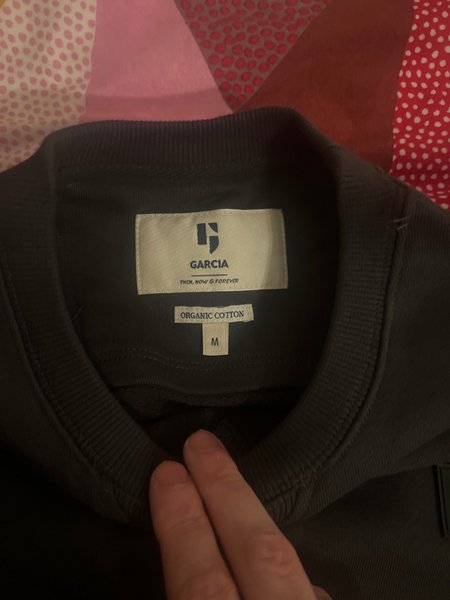 GARCIA
THEN, NOW & FOREVER
ORGANIC COTTON
M